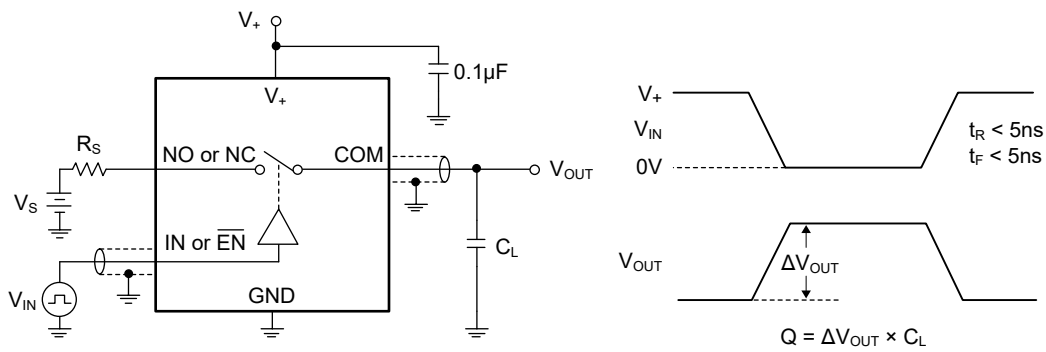 V+
0.1µF
V+
RS
NO or NC
COM
VOUT
VS
IN or EN
CL
VIN
GND
V+
VIN
0V
tR < 5ns
tF < 5ns
VOUT
ΔVOUT
Q = ΔVOUT × CL